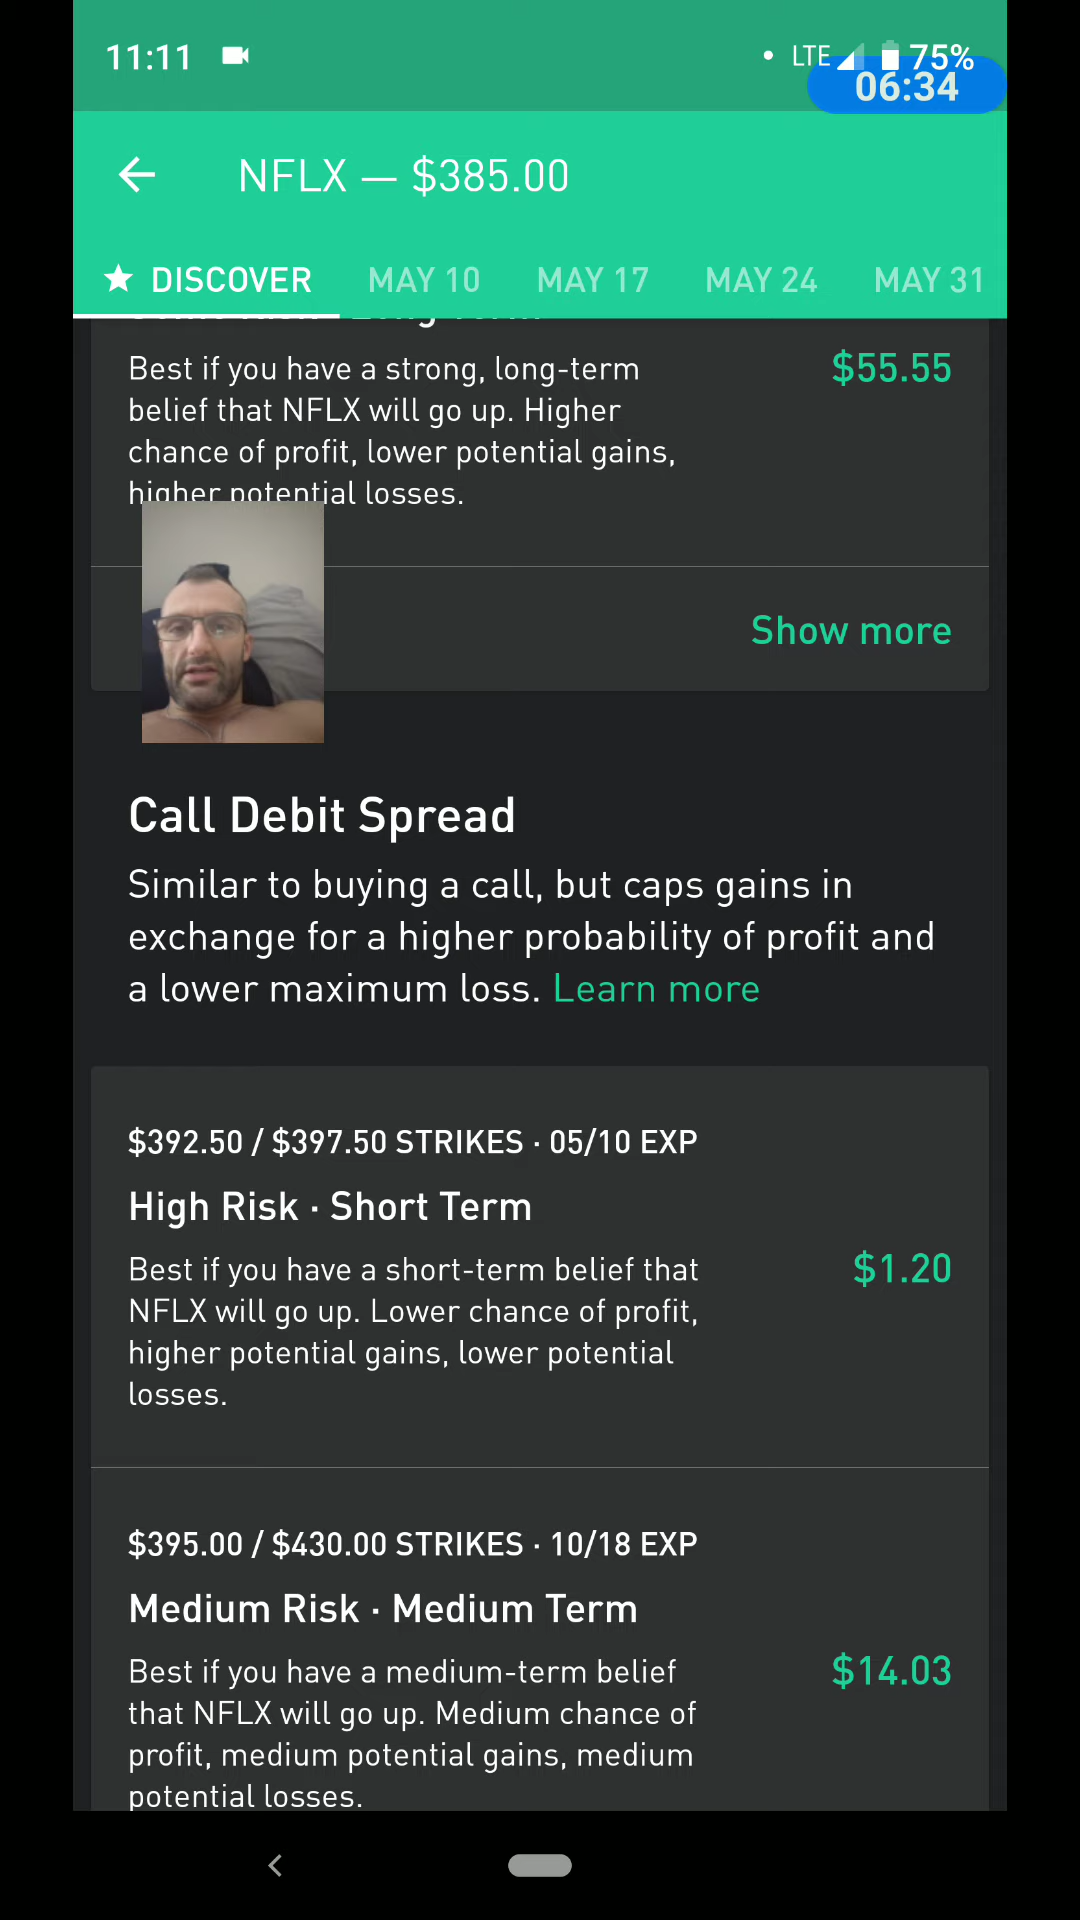 11:11
LTE
75%
06:34
NFLX — $385.00
DISCOVER
MAY 10
MAY 17
MAY 24
MAY 31
Best if you have a strong, long-term
belief that NFLX will go up. Higher
chance of profit, lower potential gains,
higher potential losses.
$55.55
Show more
Call Debit Spread
Similar to buying a call, but caps gains in
exchange for a higher probability of profit and
a lower maximum loss. Learn more
$392.50 / $397.50 STRIKES · 05/10 EXP
High Risk · Short Term
Best if you have a short-term belief that
NFLX will go up. Lower chance of profit,
higher potential gains, lower potential
losses.
$1.20
$395.00 / $430.00 STRIKES · 10/18 EXP
Medium Risk · Medium Term
Best if you have a medium-term belief
that NFLX will go up. Medium chance of
profit, medium potential gains, medium
potential losses.
$14.03